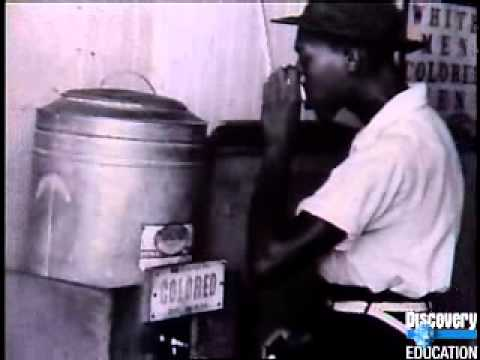 WHITE
MEN
COLORED
MEN
COLORED
Discovery
EDUCATION